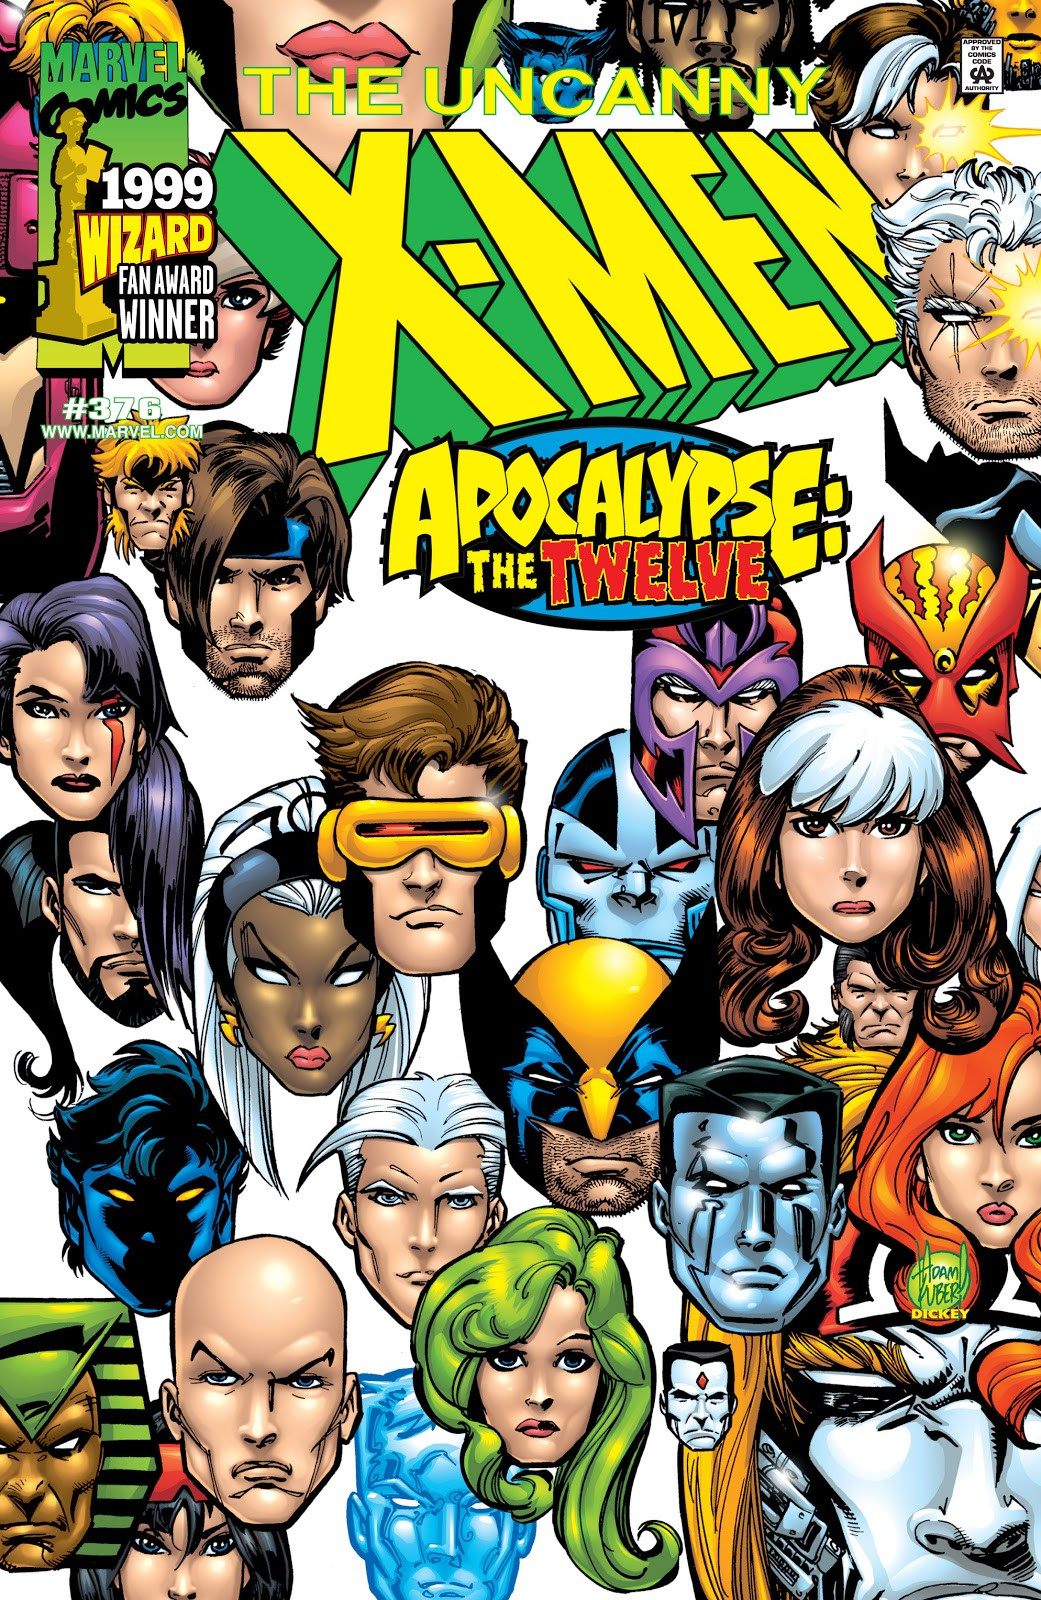 MARVEL
COMICS
1999
WIZARD
FAN AWARD
WINNER
#376
WWW.MARVEL.COM
THE UNCANNY
X-MEN
APPROVED
BY THE
COMICS
CODE
CA
AUTHORITY
APOCALYPSE:
THE TWELVE
ADAM
KUBERT
DICKEY